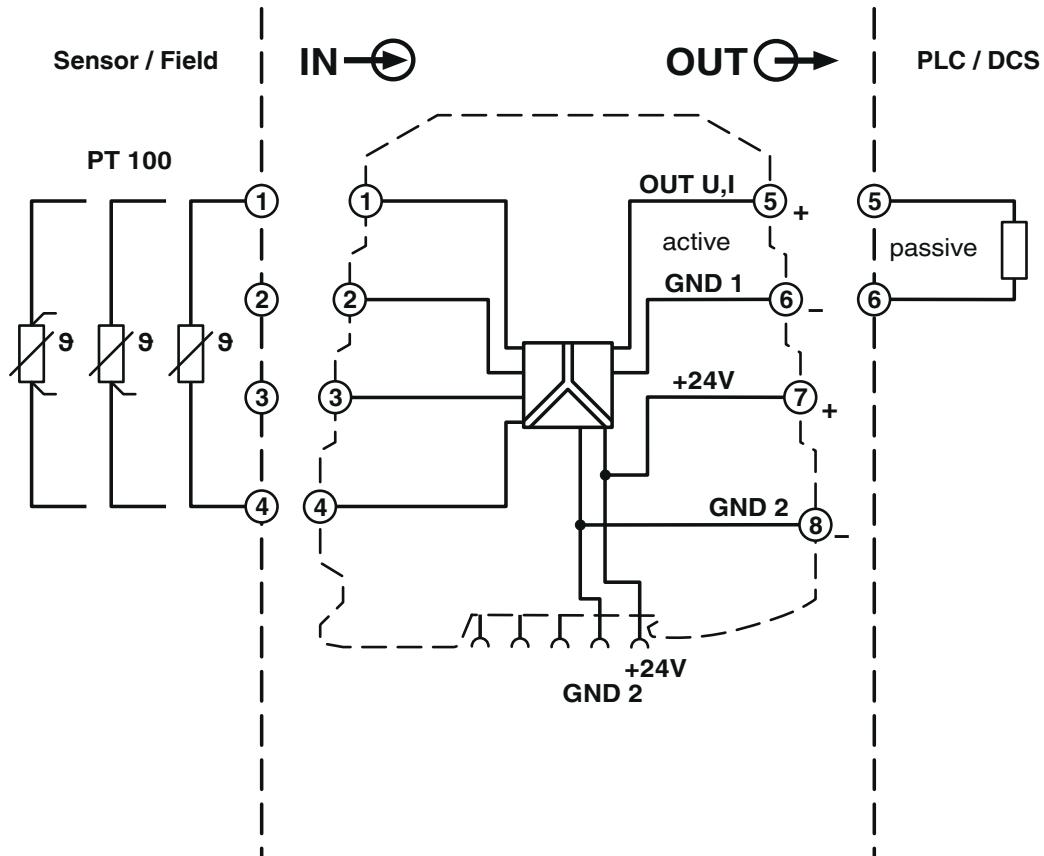 Sensor / Field
IN
OUT
PLC / DCS
PT 100
OUT U,I
1
1
5
+
5
active
passive
GND 1
2
2
6
–
6
ϑ
ϑ
ϑ
+24V
3
3
7
+
4
4
GND 2
8
–
+24V
GND 2